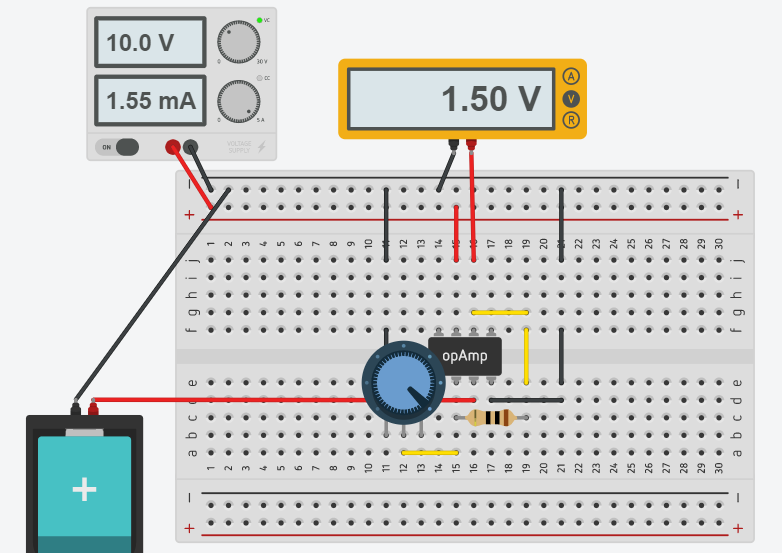 VC
10.0 V
0 30 V
CC
1.55 mA
0 5 A
ON
VOLTAGE
SUPPLY
1.50 V
A
V
R
− −
+ +
1 2 3 4 5 6 7 8 9 10 11 12 13 14 15 16 17 18 19 20 21 22 23 24 25 26 27 28 29 30
j j
i i
h h
g g
f f
opAmp
e e
d d
c c
b b
a a
1 2 3 4 5 6 7 8 9 10 11 12 13 14 15 16 17 18 19 20 21 22 23 24 25 26 27 28 29 30
− −
+ +
+